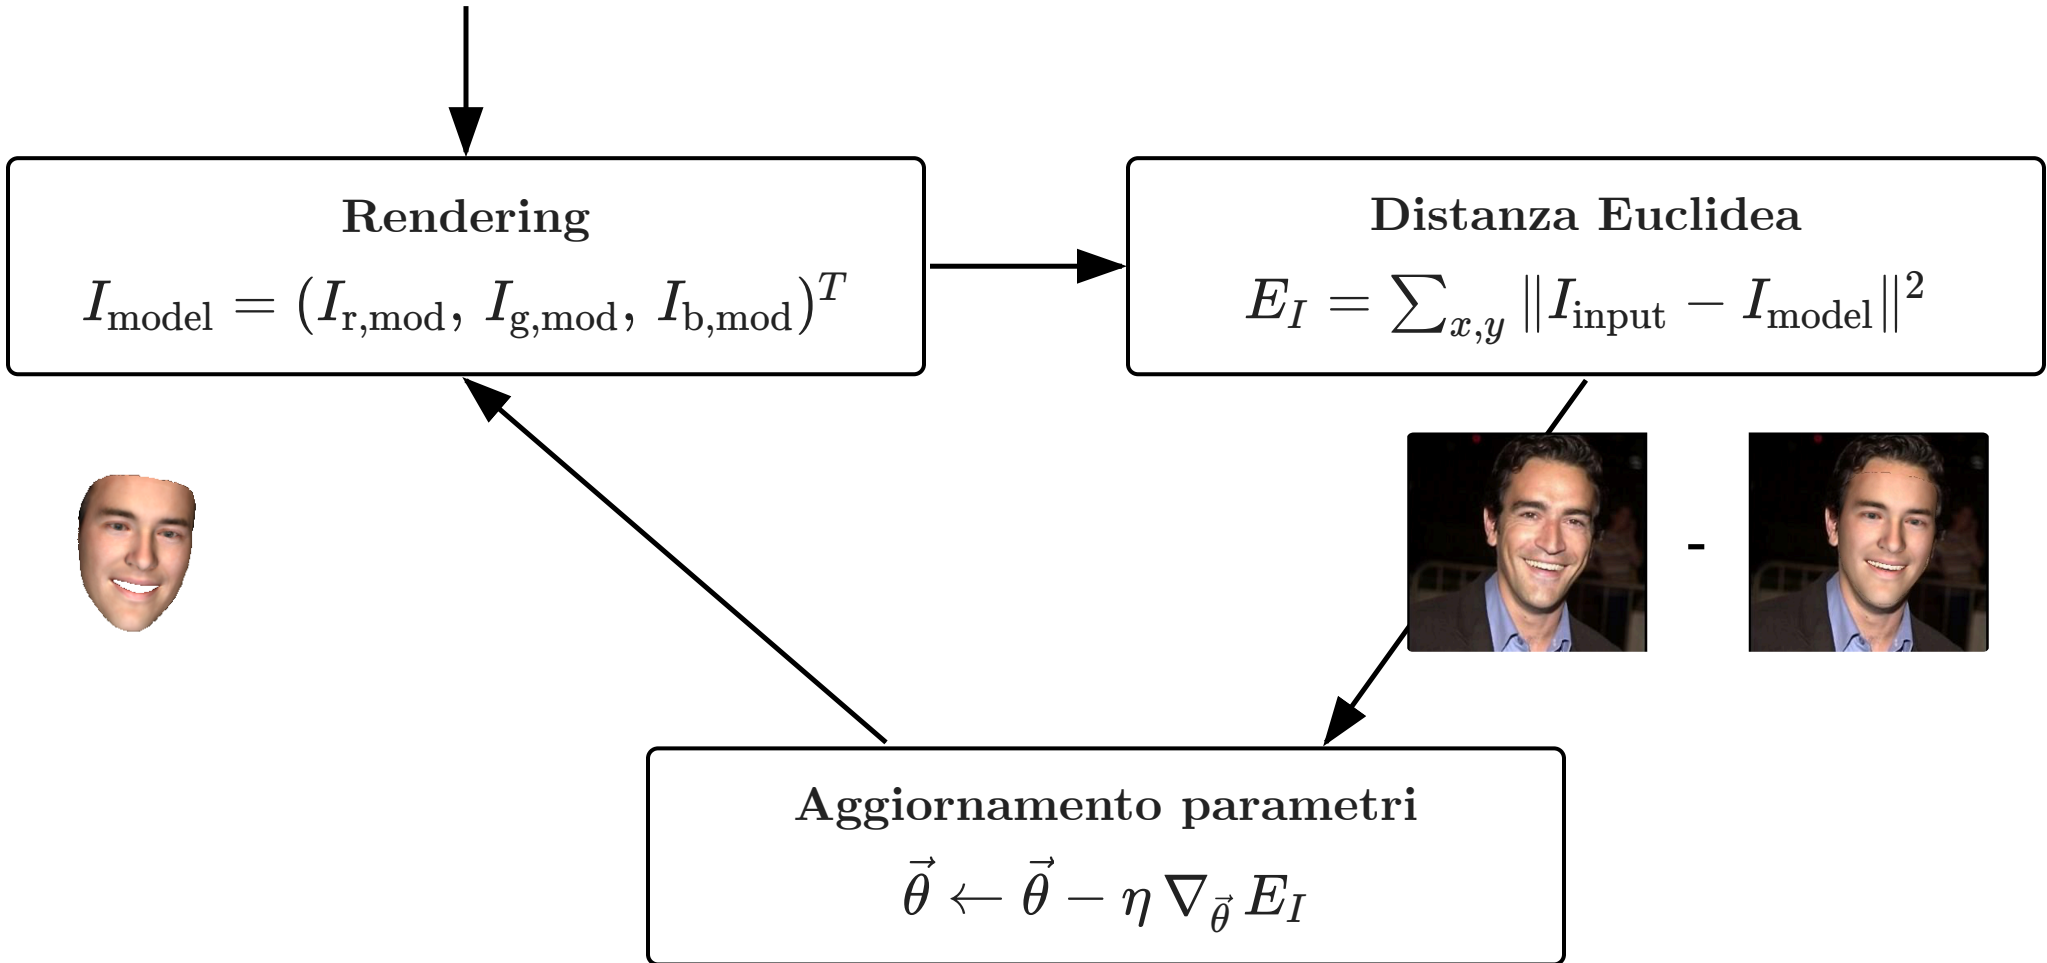 Rendering
I_model = (I_r,mod, I_g,mod, I_b,mod)^T
Distanza Euclidea
E_I = ∑_x,y ‖I_input − I_model‖²
-
Aggiornamento parametri
θ⃗ ← θ⃗ − η ∇_θ⃗ E_I